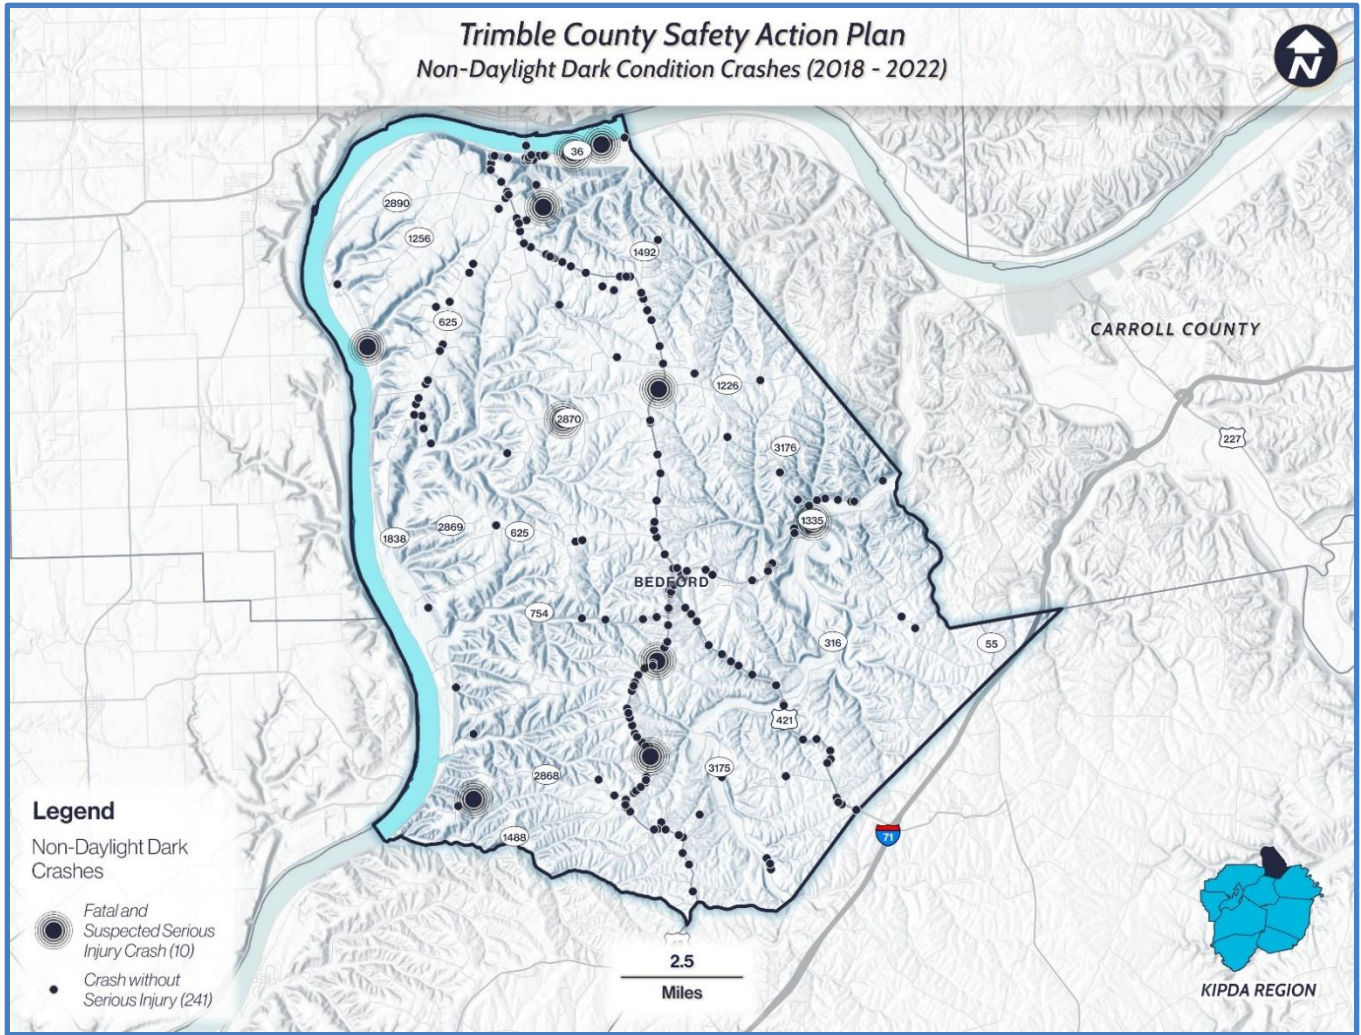 Trimble County Safety Action Plan
Non-Daylight Dark Condition Crashes (2018 - 2022)
N
36
2890
1256
1492
CARROLL COUNTY
625
1226
2870
227
3176
1335
2869
625
1838
BEDFORD
754
316
55
421
3175
2868
1488
71
Legend
Non-Daylight Dark
Crashes
Fatal and
Suspected Serious
Injury Crash (10)
Crash without
Serious Injury (241)
2.5
Miles
KIPDA REGION